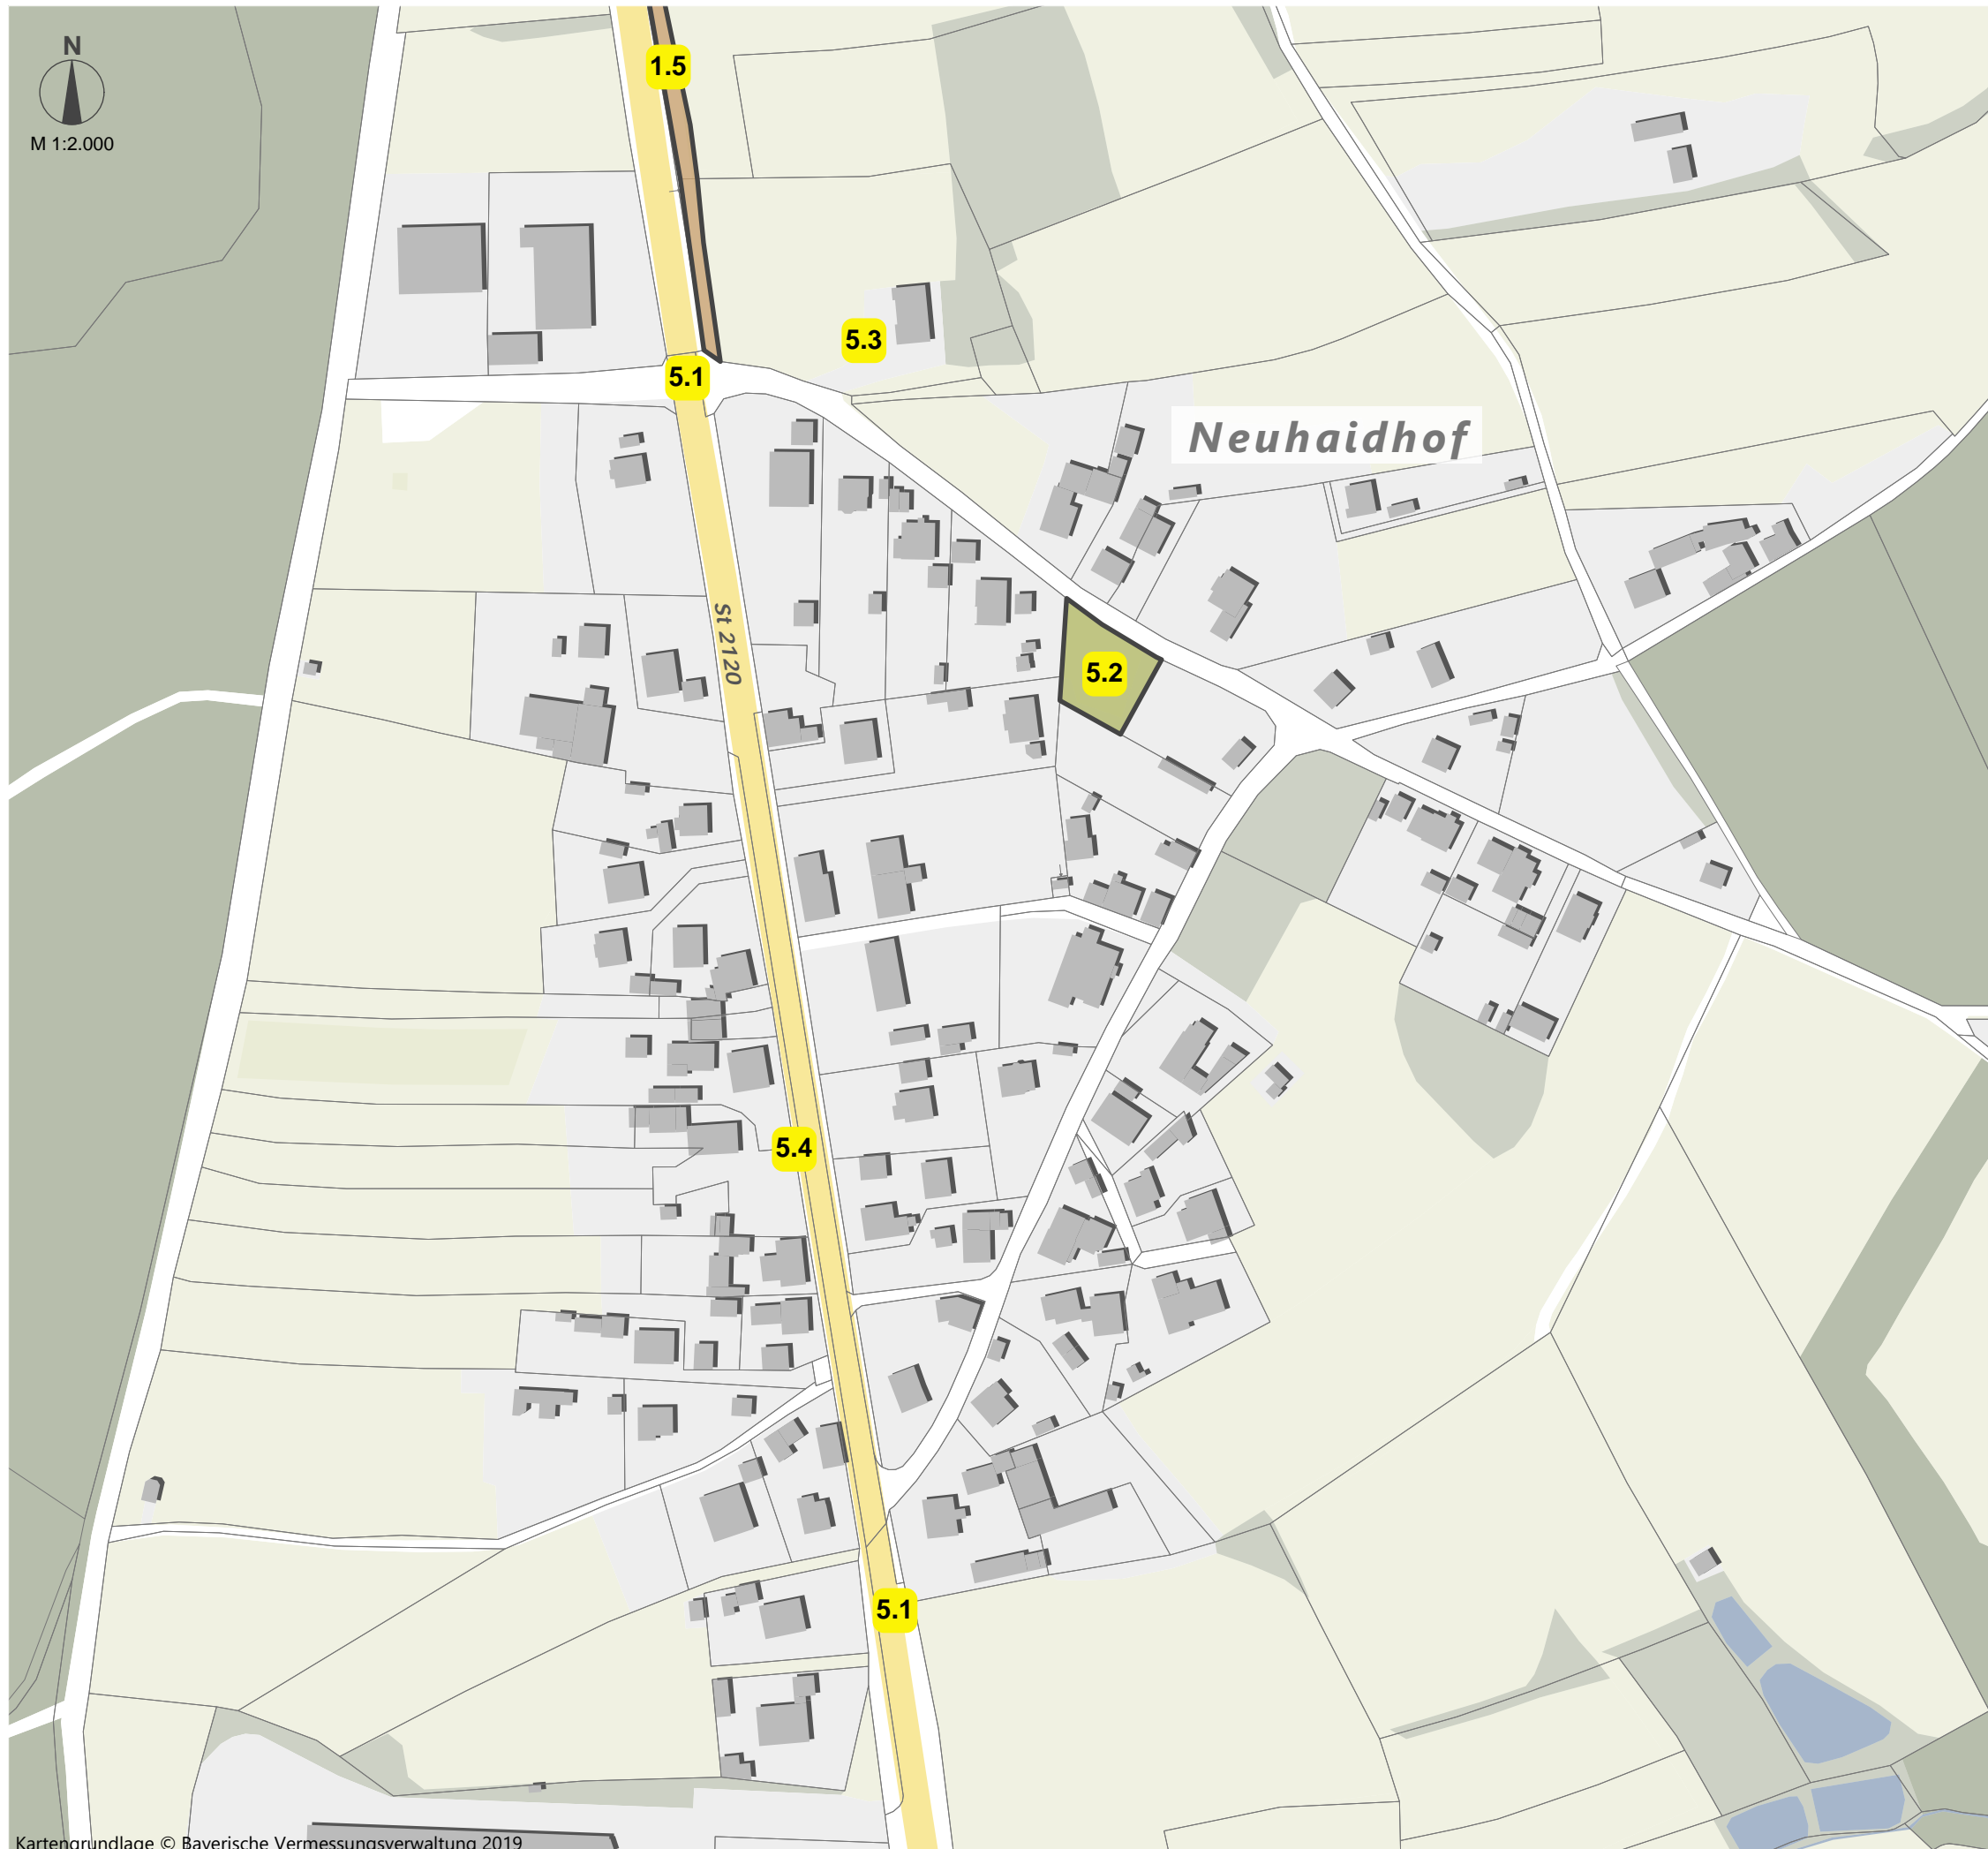 N
M 1:2.000
1.5
5.3
5.1
Neuhaidhof
St 2120
5.2
5.4
5.1
Kartengrundlage © Bayerische Vermessungsverwaltung 2019